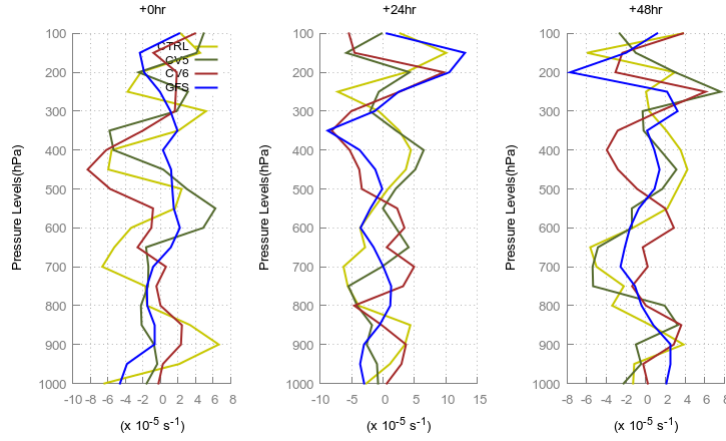 +0hr
+24hr
+48hr
100
200
300
400
500
600
700
800
900
1000
Pressure Levels(hPa)
CTRL
CV5
CV6
GFS
-10 -8 -6 -4 -2 0 2 4 6 8
(x 10⁻⁵ s⁻¹)
100
200
300
400
500
600
700
800
900
1000
Pressure Levels(hPa)
-10 -5 0 5 10 15
(x 10⁻⁵ s⁻¹)
100
200
300
400
500
600
700
800
900
1000
Pressure Levels(hPa)
-8 -6 -4 -2 0 2 4 6 8
(x 10⁻⁵ s⁻¹)